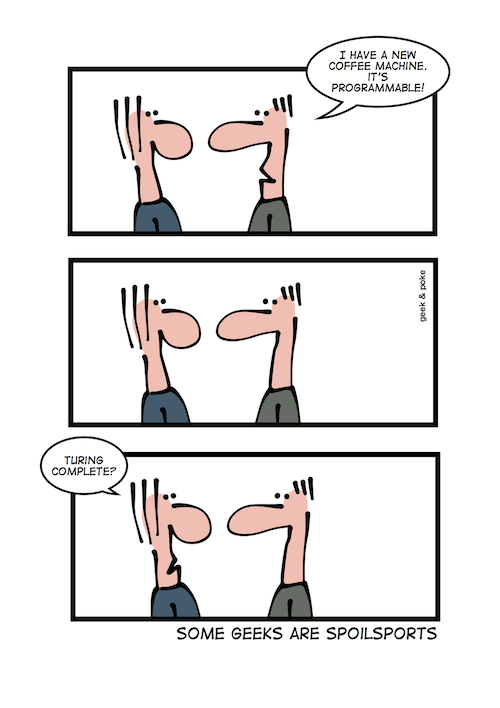 I HAVE A NEW
COFFEE MACHINE.
IT'S
PROGRAMMABLE!
geek & poke
TURING
COMPLETE?
SOME GEEKS ARE SPOILSPORTS